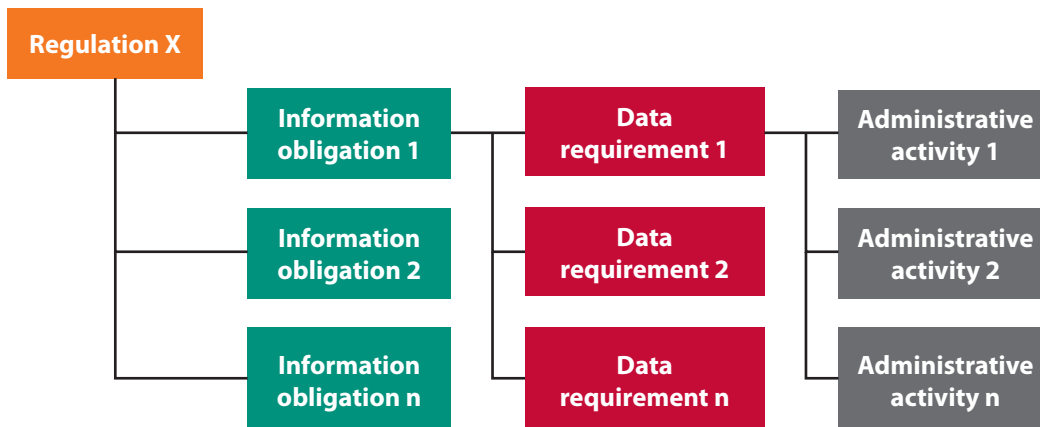 Regulation X
Information
obligation 1
Data
requirement 1
Administrative
activity 1
Information
obligation 2
Data
requirement 2
Administrative
activity 2
Information
obligation n
Data
requirement n
Administrative
activity n